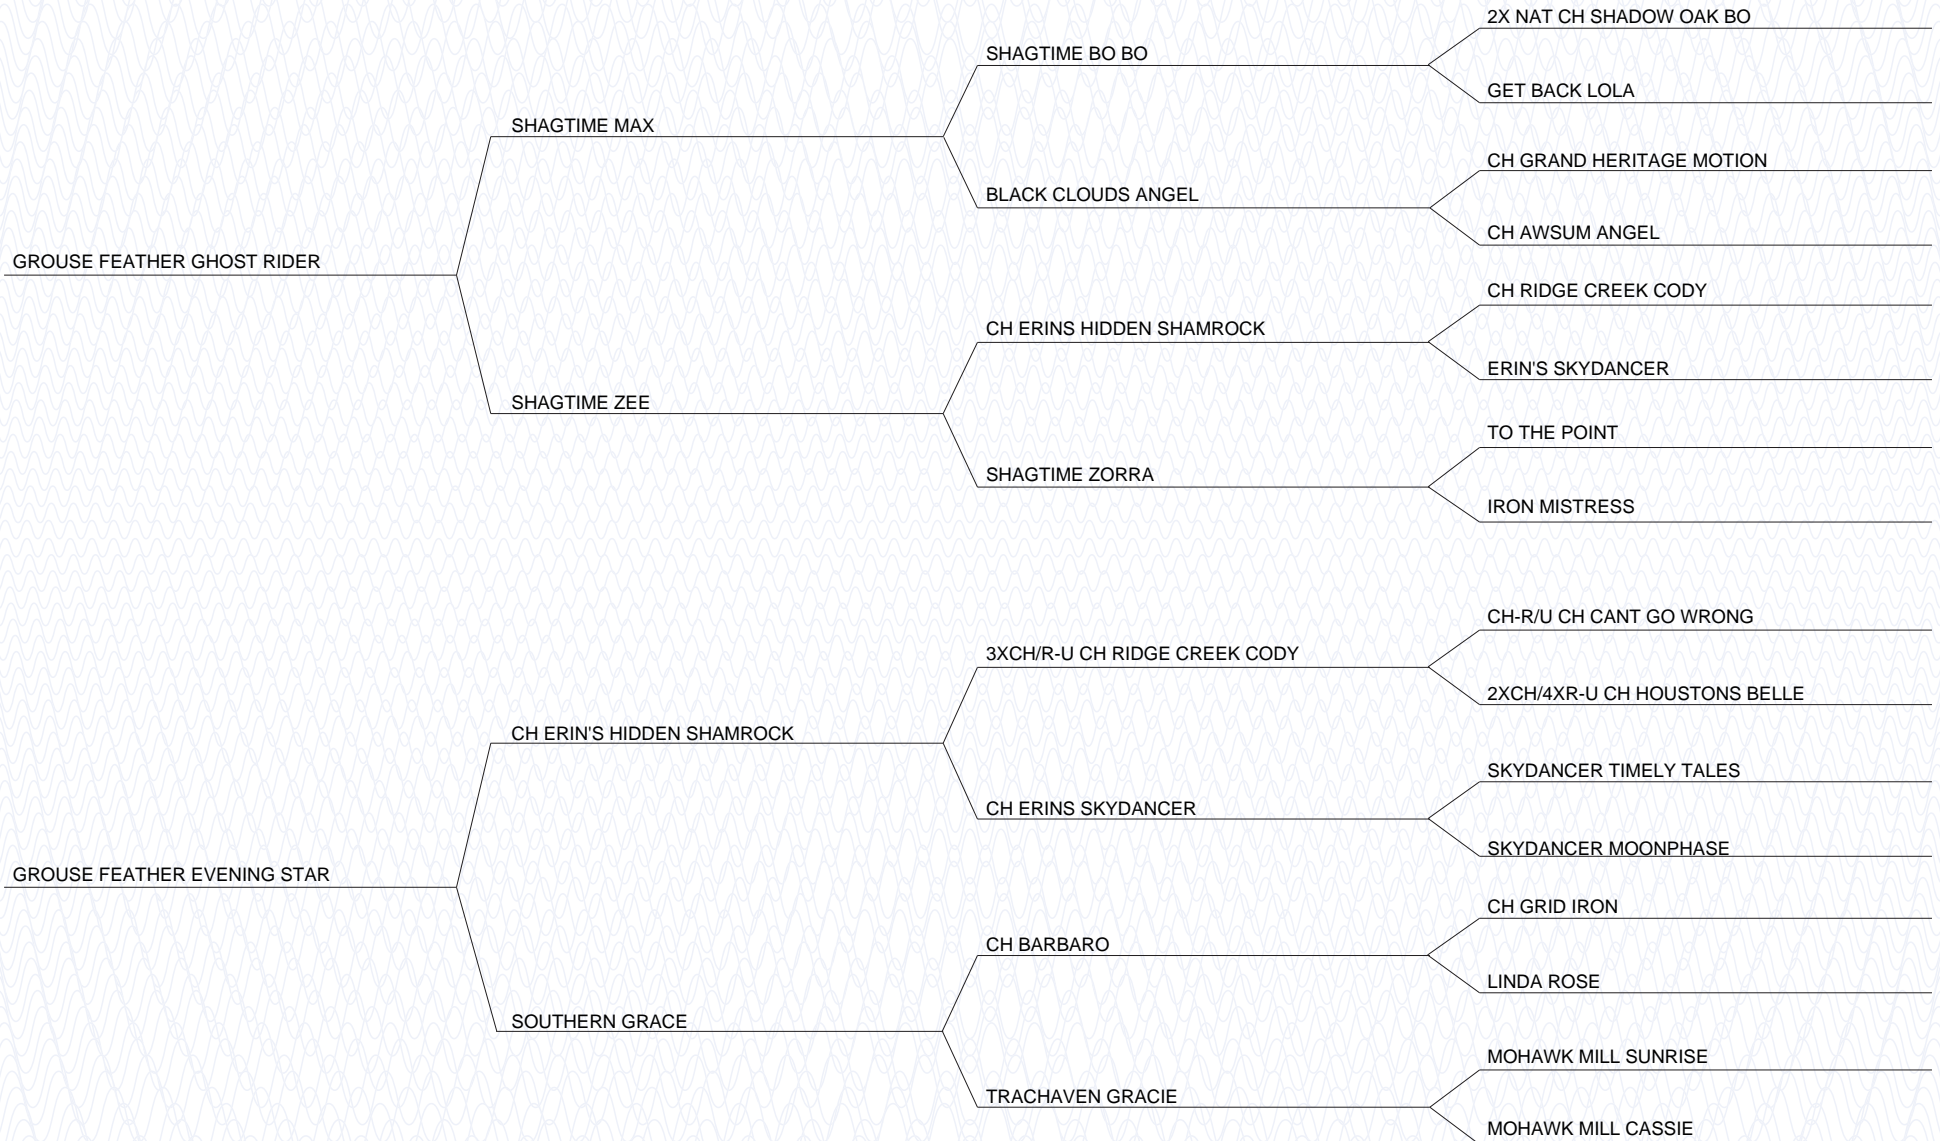 2X NAT CH SHADOW OAK BO
SHAGTIME BO BO
GET BACK LOLA
SHAGTIME MAX
CH GRAND HERITAGE MOTION
BLACK CLOUDS ANGEL
CH AWSUM ANGEL
GROUSE FEATHER GHOST RIDER
CH RIDGE CREEK CODY
CH ERINS HIDDEN SHAMROCK
ERIN'S SKYDANCER
SHAGTIME ZEE
TO THE POINT
SHAGTIME ZORRA
IRON MISTRESS
CH-R/U CH CANT GO WRONG
3XCH/R-U CH RIDGE CREEK CODY
2XCH/4XR-U CH HOUSTONS BELLE
CH ERIN'S HIDDEN SHAMROCK
SKYDANCER TIMELY TALES
CH ERINS SKYDANCER
SKYDANCER MOONPHASE
GROUSE FEATHER EVENING STAR
CH GRID IRON
CH BARBARO
LINDA ROSE
SOUTHERN GRACE
MOHAWK MILL SUNRISE
TRACHAVEN GRACIE
MOHAWK MILL CASSIE